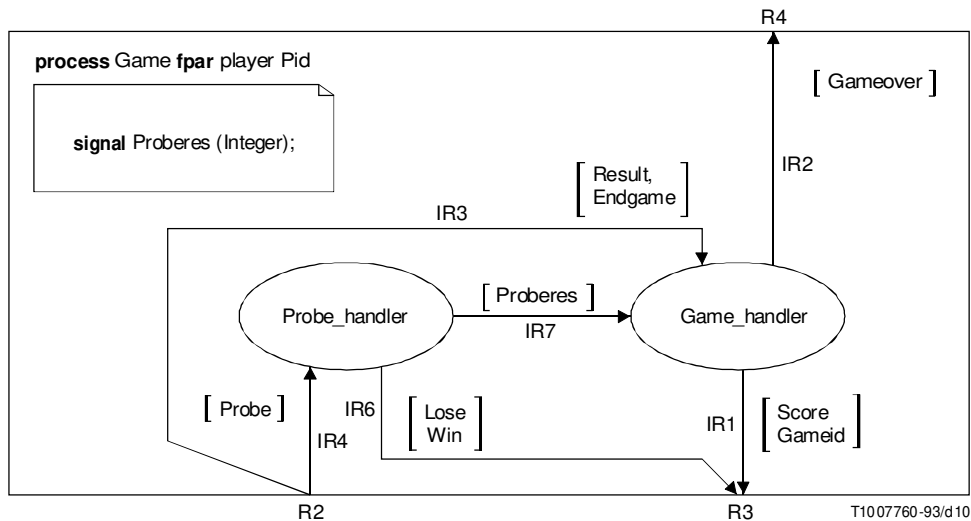 R4
process Game fpar player Pid
[ Gameover ]
signal Proberes (Integer);
IR2
Result,
Endgame
IR3
[ Proberes ]
Probe_handler
Game_handler
IR7
[ Probe ]
IR6
Lose
Win
IR1
Score
Gameid
IR4
R2
R3
T1007760-93/d10